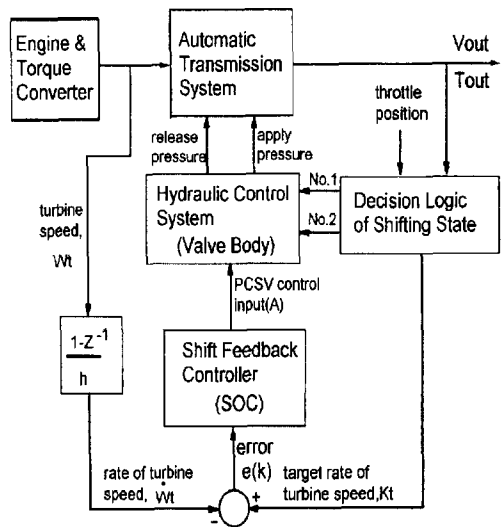 Engine &
Torque
Converter
Automatic
Transmission
System
Vout
Tout
throttle
position
release
pressure
apply
pressure
No.1
No.2
Hydraulic Control
System
(Valve Body)
Decision Logic
of Shifting State
turbine
speed,
Wt
PCSV control
input(A)
1-Z⁻¹
h
Shift Feedback
Controller
(SOC)
error
e(k)
rate of turbine
speed, Ẇt
target rate of
turbine speed,Kt
+
-